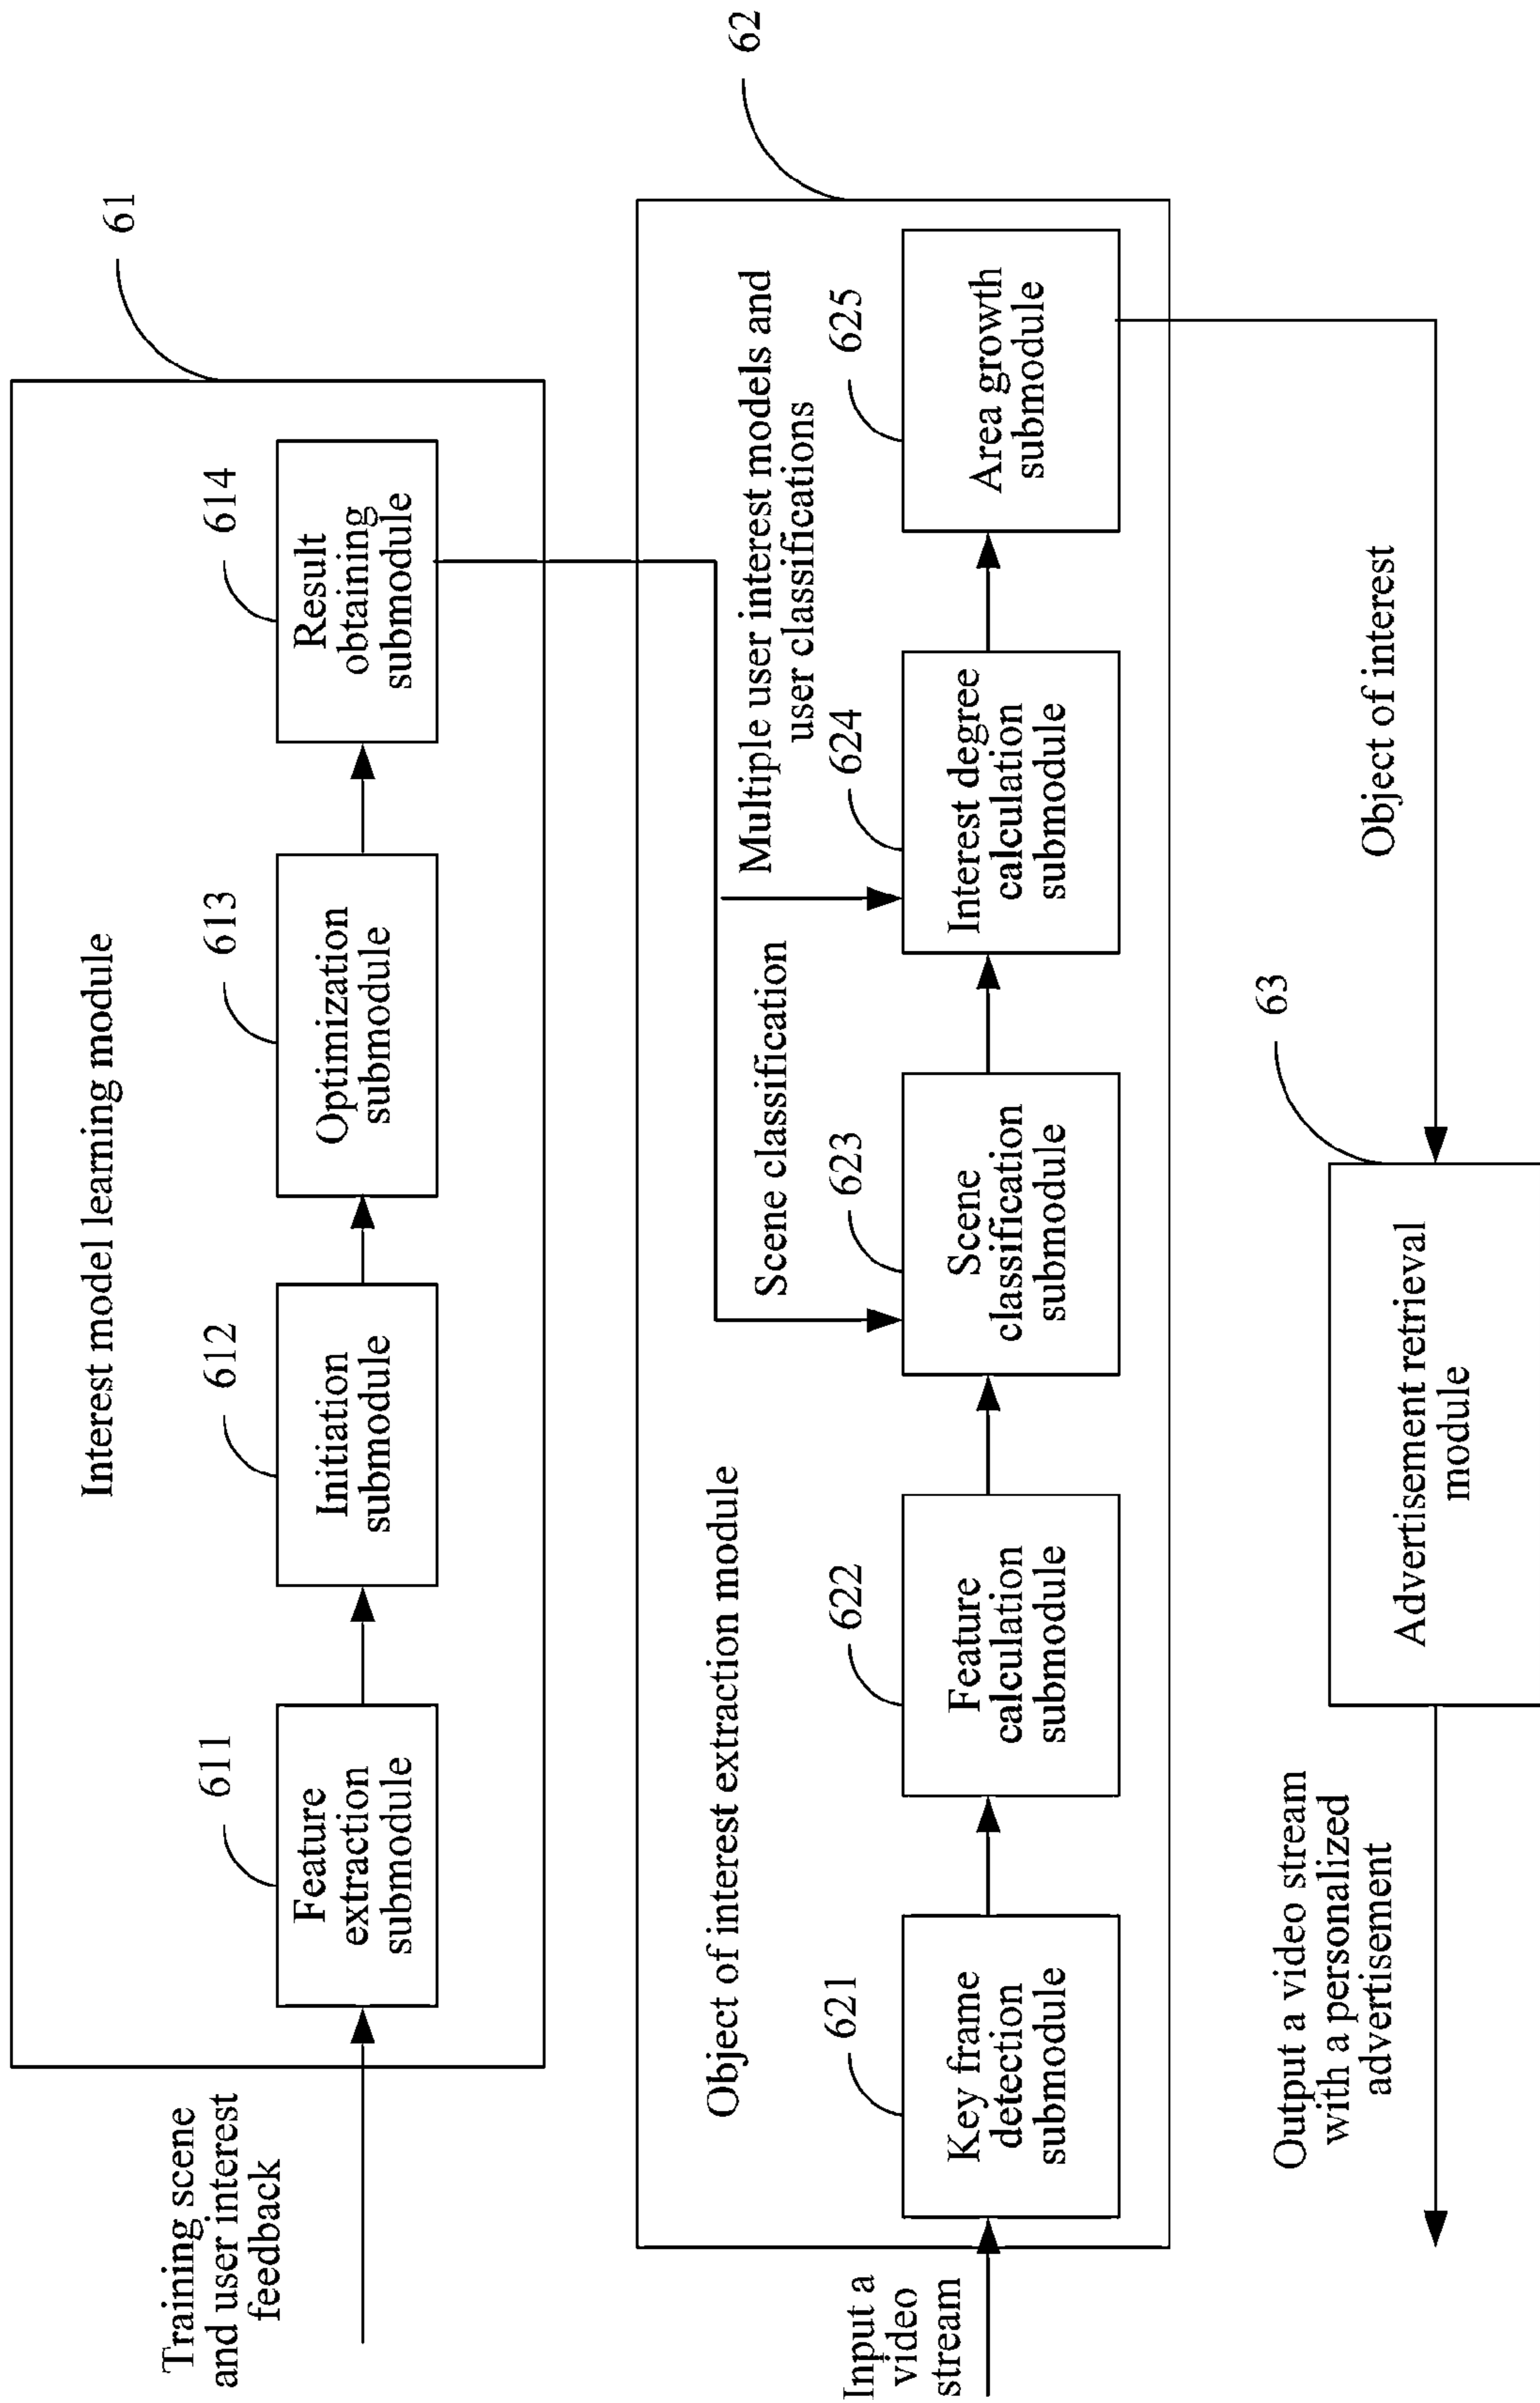 61
Interest model learning module
Training scene
and user interest
feedback
611
Feature
extraction
submodule
612
Initiation
submodule
613
Optimization
submodule
614
Result
obtaining
submodule
62
Object of interest extraction module
Scene classification
Multiple user interest models and
user classifications
Input a
video
stream
621
Key frame
detection
submodule
622
Feature
calculation
submodule
623
Scene
classification
submodule
624
Interest degree
calculation
submodule
625
Area growth
submodule
Output a video stream
with a personalized
advertisement
63
Advertisement retrieval
module
Object of interest